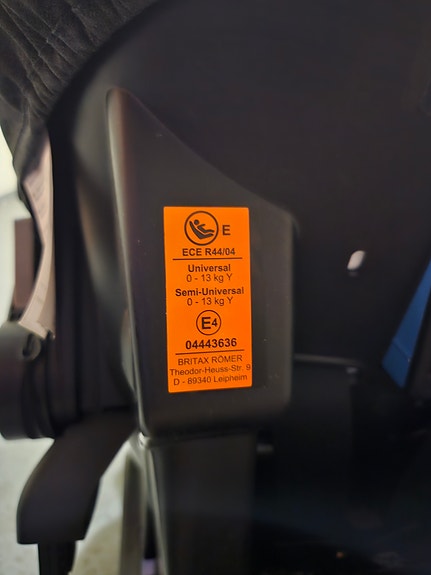 E
ECE R44/04
Universal
0 - 13 kg Y
Semi-Universal
0 - 13 kg Y
E4
04443636
BRITAX RÖMER
Theodor-Heuss-Str. 9
D - 89340 Leipheim